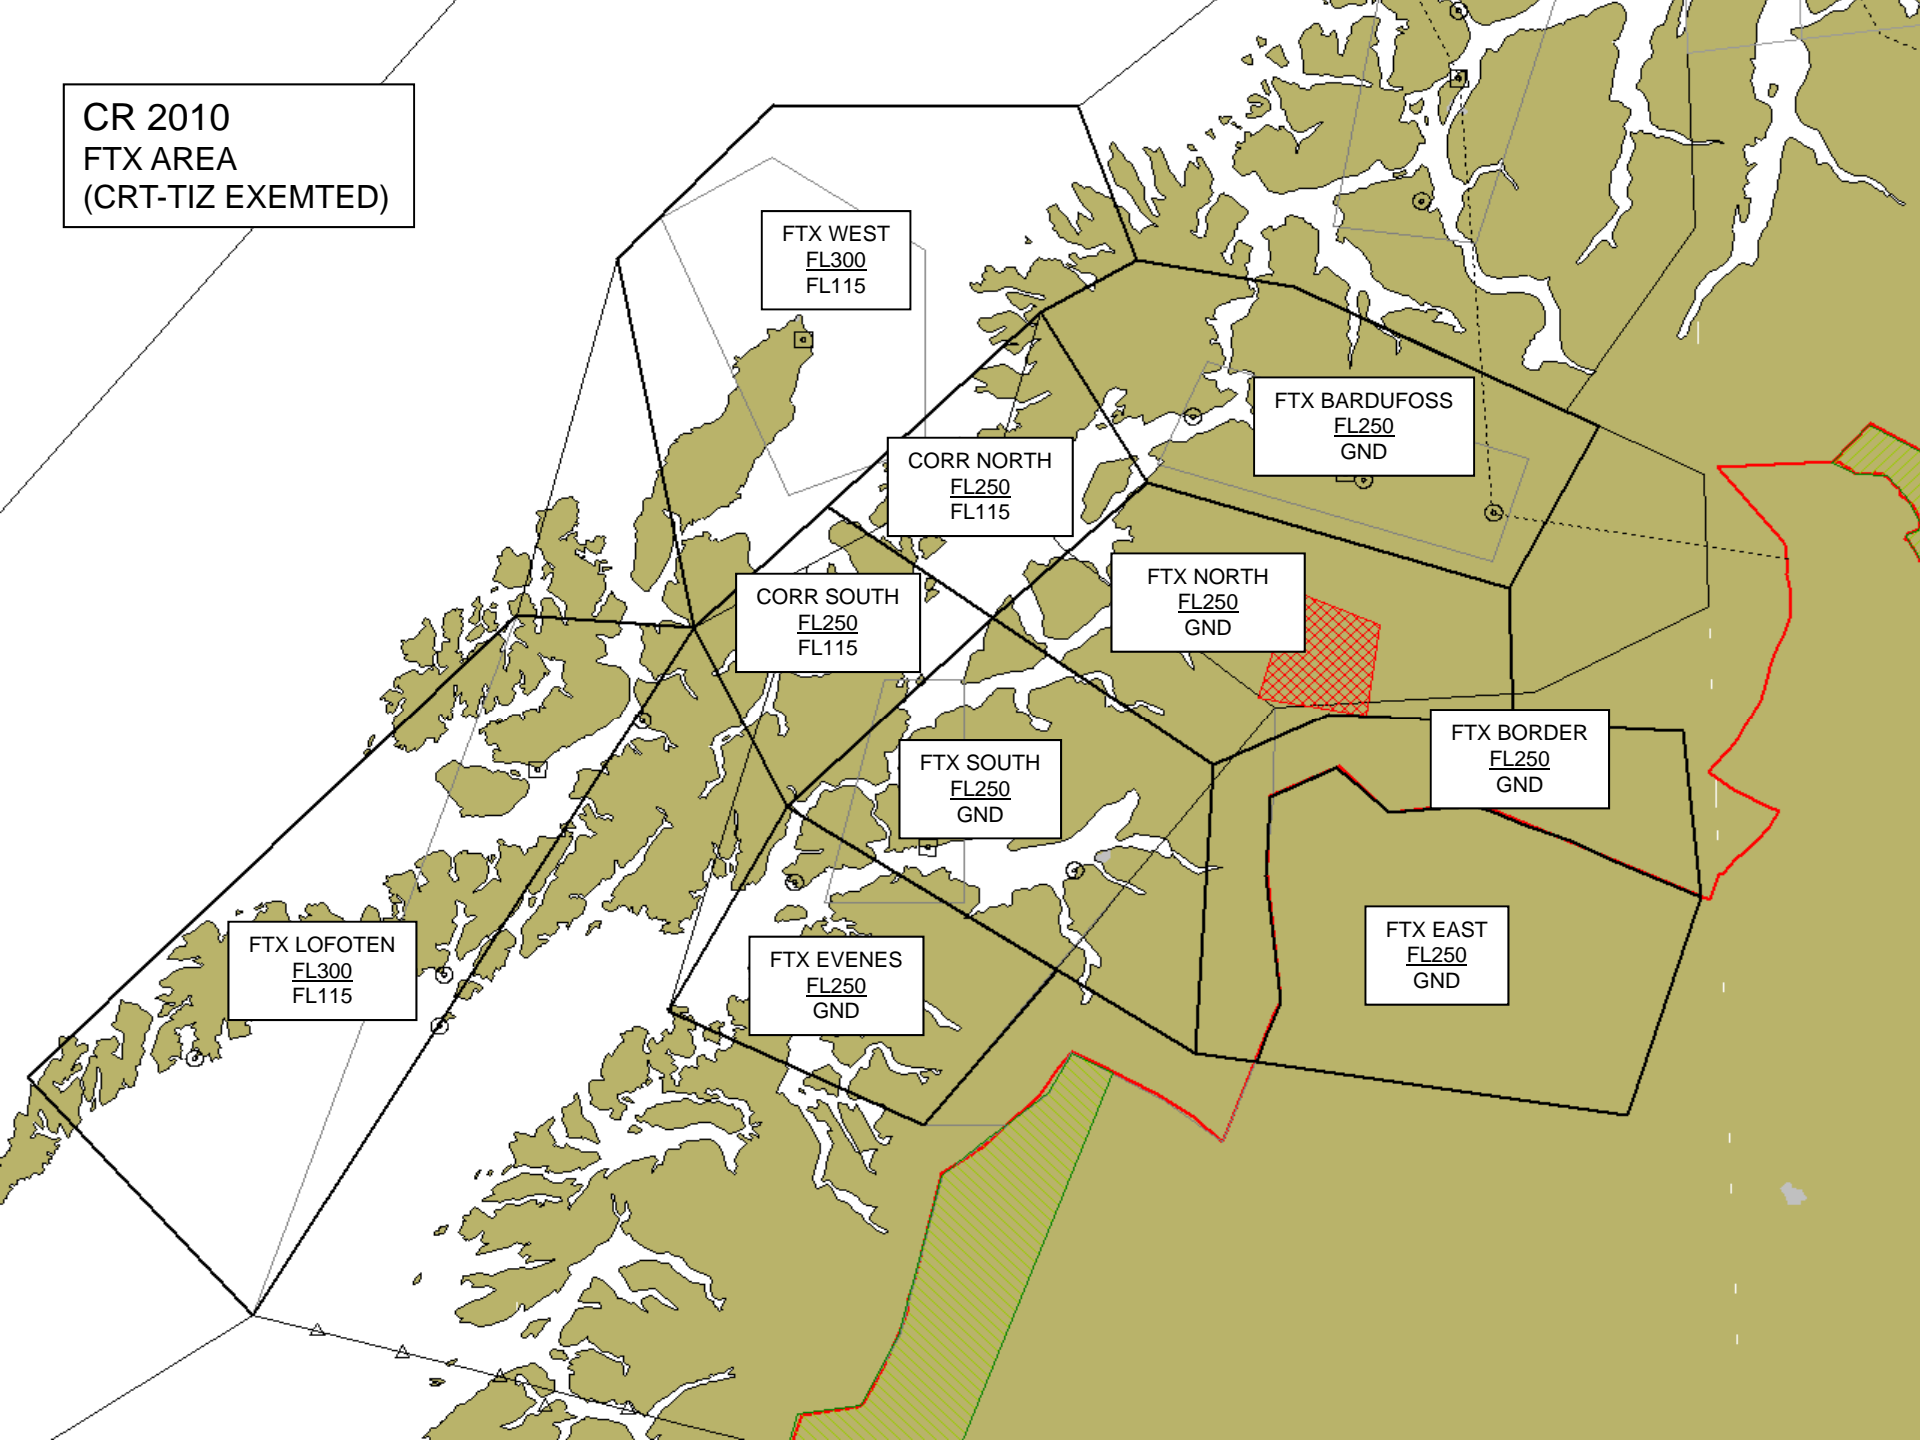 CR 2010
FTX AREA
(CRT-TIZ EXEMTED)
FTX WEST
FL300
FL115
FTX BARDUFOSS
FL250
GND
CORR NORTH
FL250
FL115
FTX NORTH
FL250
GND
CORR SOUTH
FL250
FL115
FTX BORDER
FL250
GND
FTX SOUTH
FL250
GND
FTX EAST
FL250
GND
FTX LOFOTEN
FL300
FL115
FTX EVENES
FL250
GND